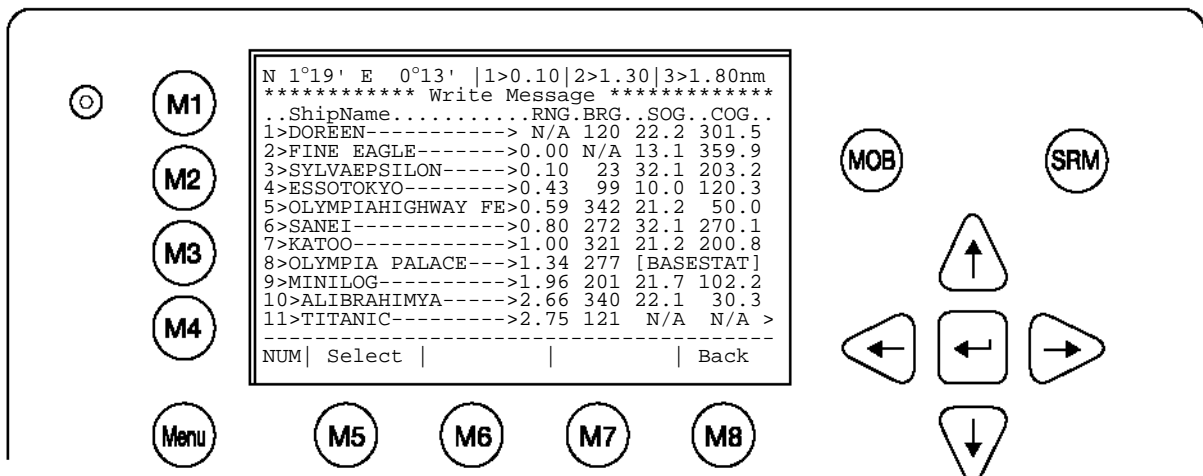 N 1°19' E  0°13' |1>0.10|2>1.30|3>1.80nm
************ Write Message *************
..ShipName...........RNG.BRG..SOG..COG..
1>DOREEN-----------> N/A 120 22.2 301.5
2>FINE EAGLE------->0.00 N/A 13.1 359.9
3>SYLVAEPSILON----->0.10  23 32.1 203.2
4>ESSOTOKYO-------->0.43  99 10.0 120.3
5>OLYMPIAHIGHWAY FE>0.59 342 21.2  50.0
6>SANEI------------>0.80 272 32.1 270.1
7>KATOO------------>1.00 321 21.2 200.8
8>OLYMPIA PALACE--->1.34 277 [BASESTAT]
9>MINILOG---------->1.96 201 21.7 102.2
10>ALIBRAHIMYA----->2.66 340 22.1  30.3
11>TITANIC--------->2.75 121  N/A  N/A >
----------------------------------------
NUM| Select |         |         | Back
M1
M2
M3
M4
Menu
M5
M6
M7
M8
MOB
SRM